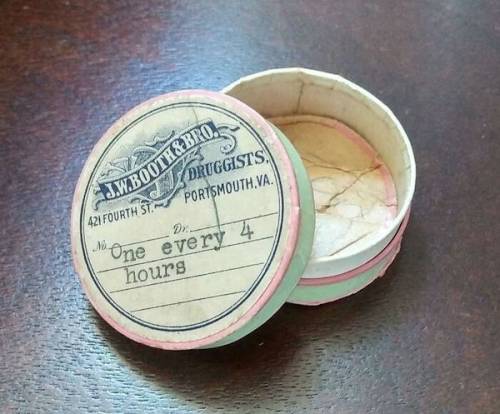 J.W. BOOTH & BRO.
DRUGGISTS,
421 FOURTH ST. PORTSMOUTH, VA.
No. Dr.
One every 4
hours